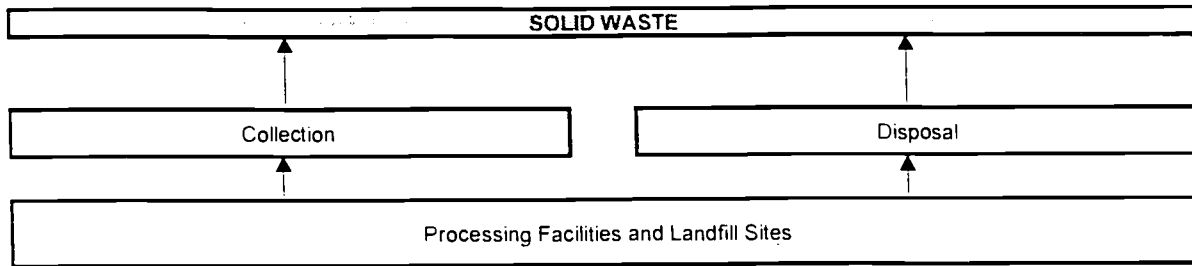 SOLID WASTE
Collection
Disposal
Processing Facilities and Landfill Sites